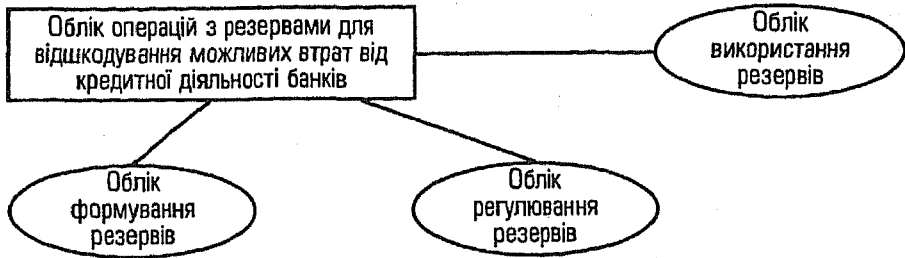 Облік операцій з резервами для
відшкодування можливих втрат від
кредитної діяльності банків
Облік
використання
резервів
Облік
формування
резервів
Облік
регулювання
резервів